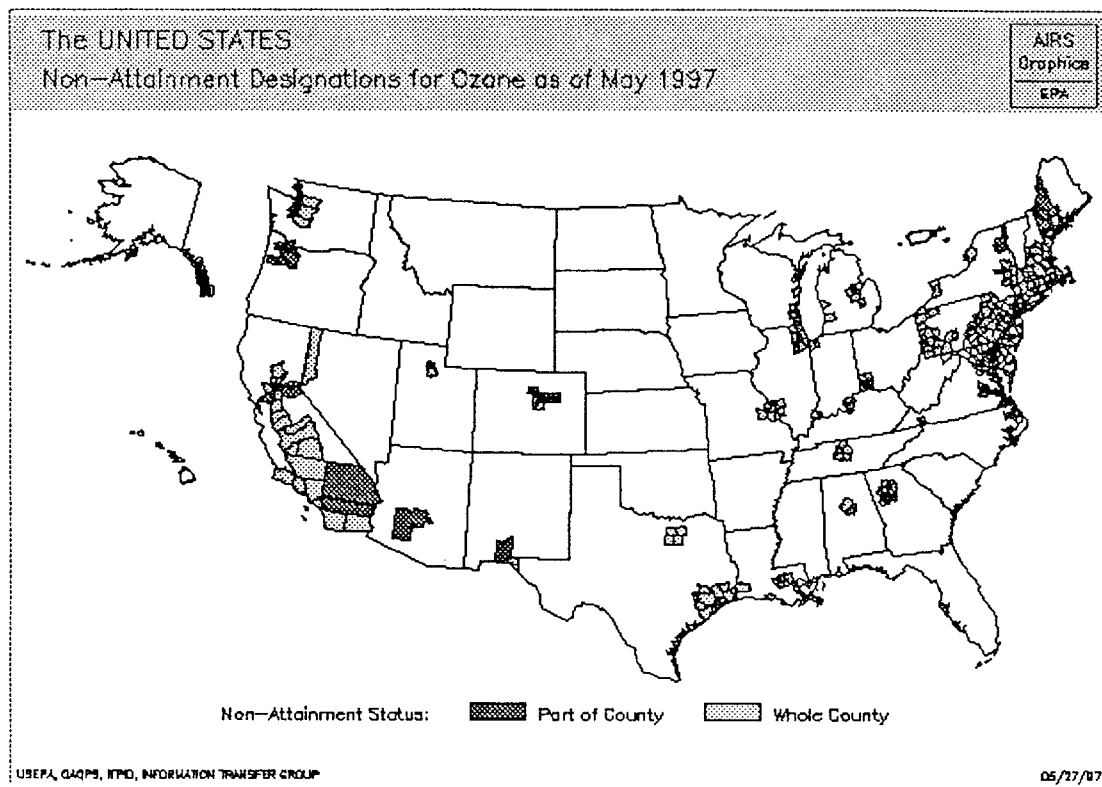 The UNITED STATES
Non-Attainment Designations for Ozone as of May 1997
AIRS
Graphics
EPA
Non-Attainment Status:
Part of County
Whole County
USEPA, OAQPS, ITPID, INFORMATION TRANSFER GROUP
05/27/97